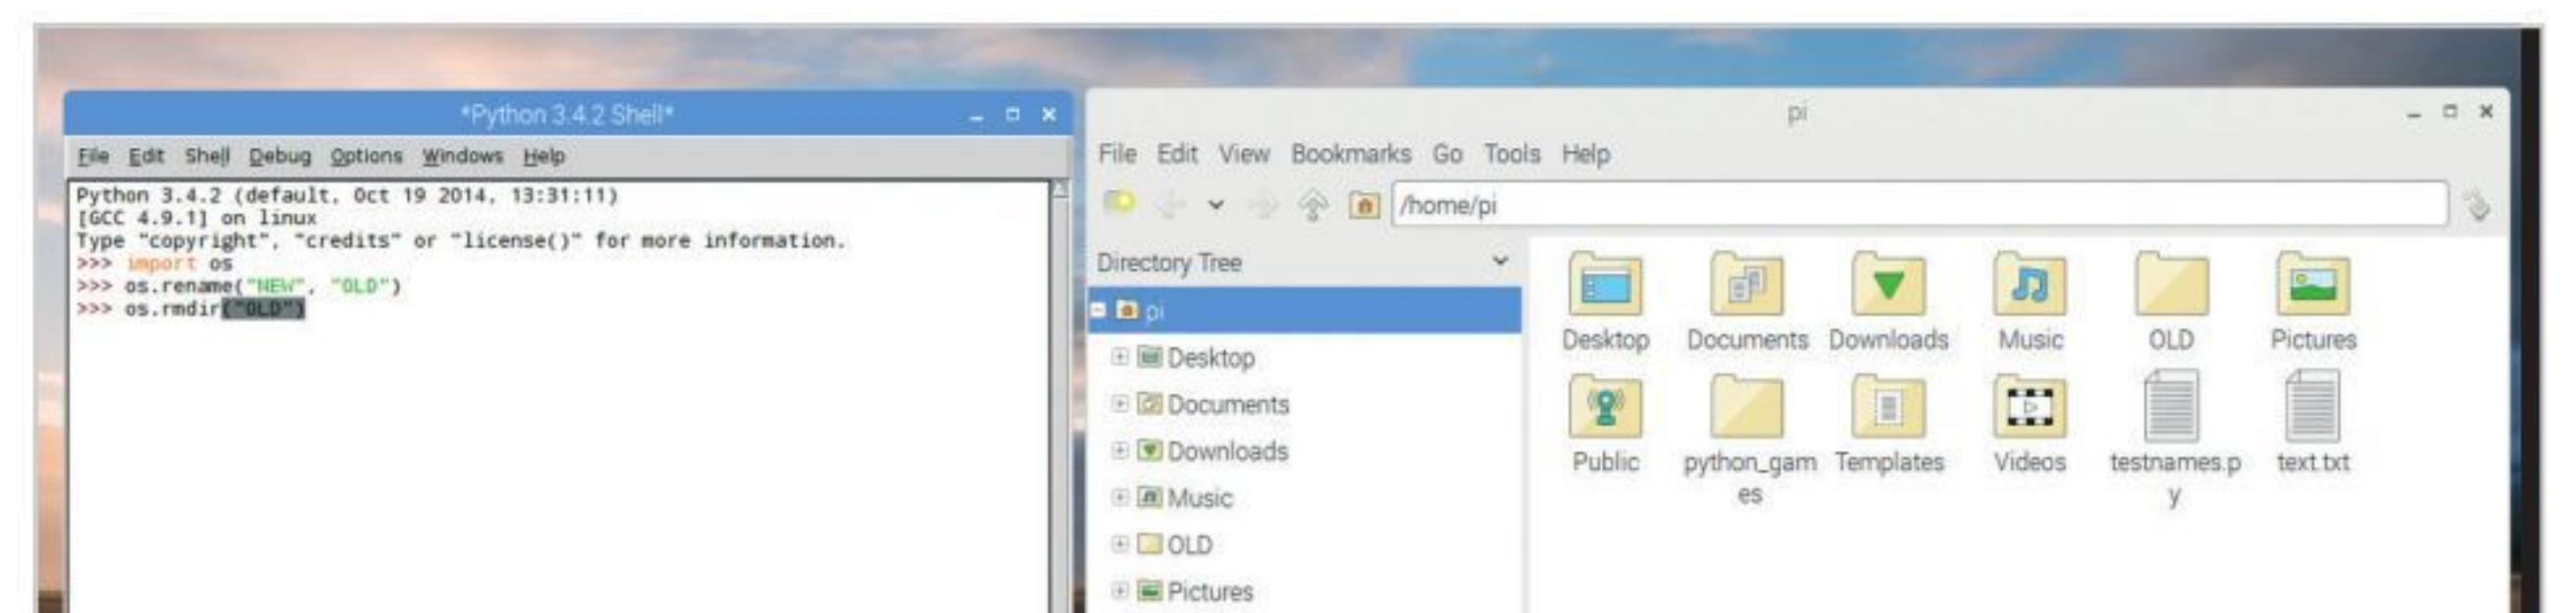 *Python 3.4.2 Shell*
File Edit Shell Debug Options Windows Help
Python 3.4.2 (default, Oct 19 2014, 13:31:11)
[GCC 4.9.1] on linux
Type "copyright", "credits" or "license()" for more information.
>>> import os
>>> os.rename("NEW", "OLD")
>>> os.rmdir("OLD")
pi
File Edit View Bookmarks Go Tools Help
/home/pi
Directory Tree
pi
Desktop
Documents
Downloads
Music
OLD
Pictures
Desktop Documents Downloads Music OLD Pictures
Public python_gam Templates Videos testnames.p text.txt
es y